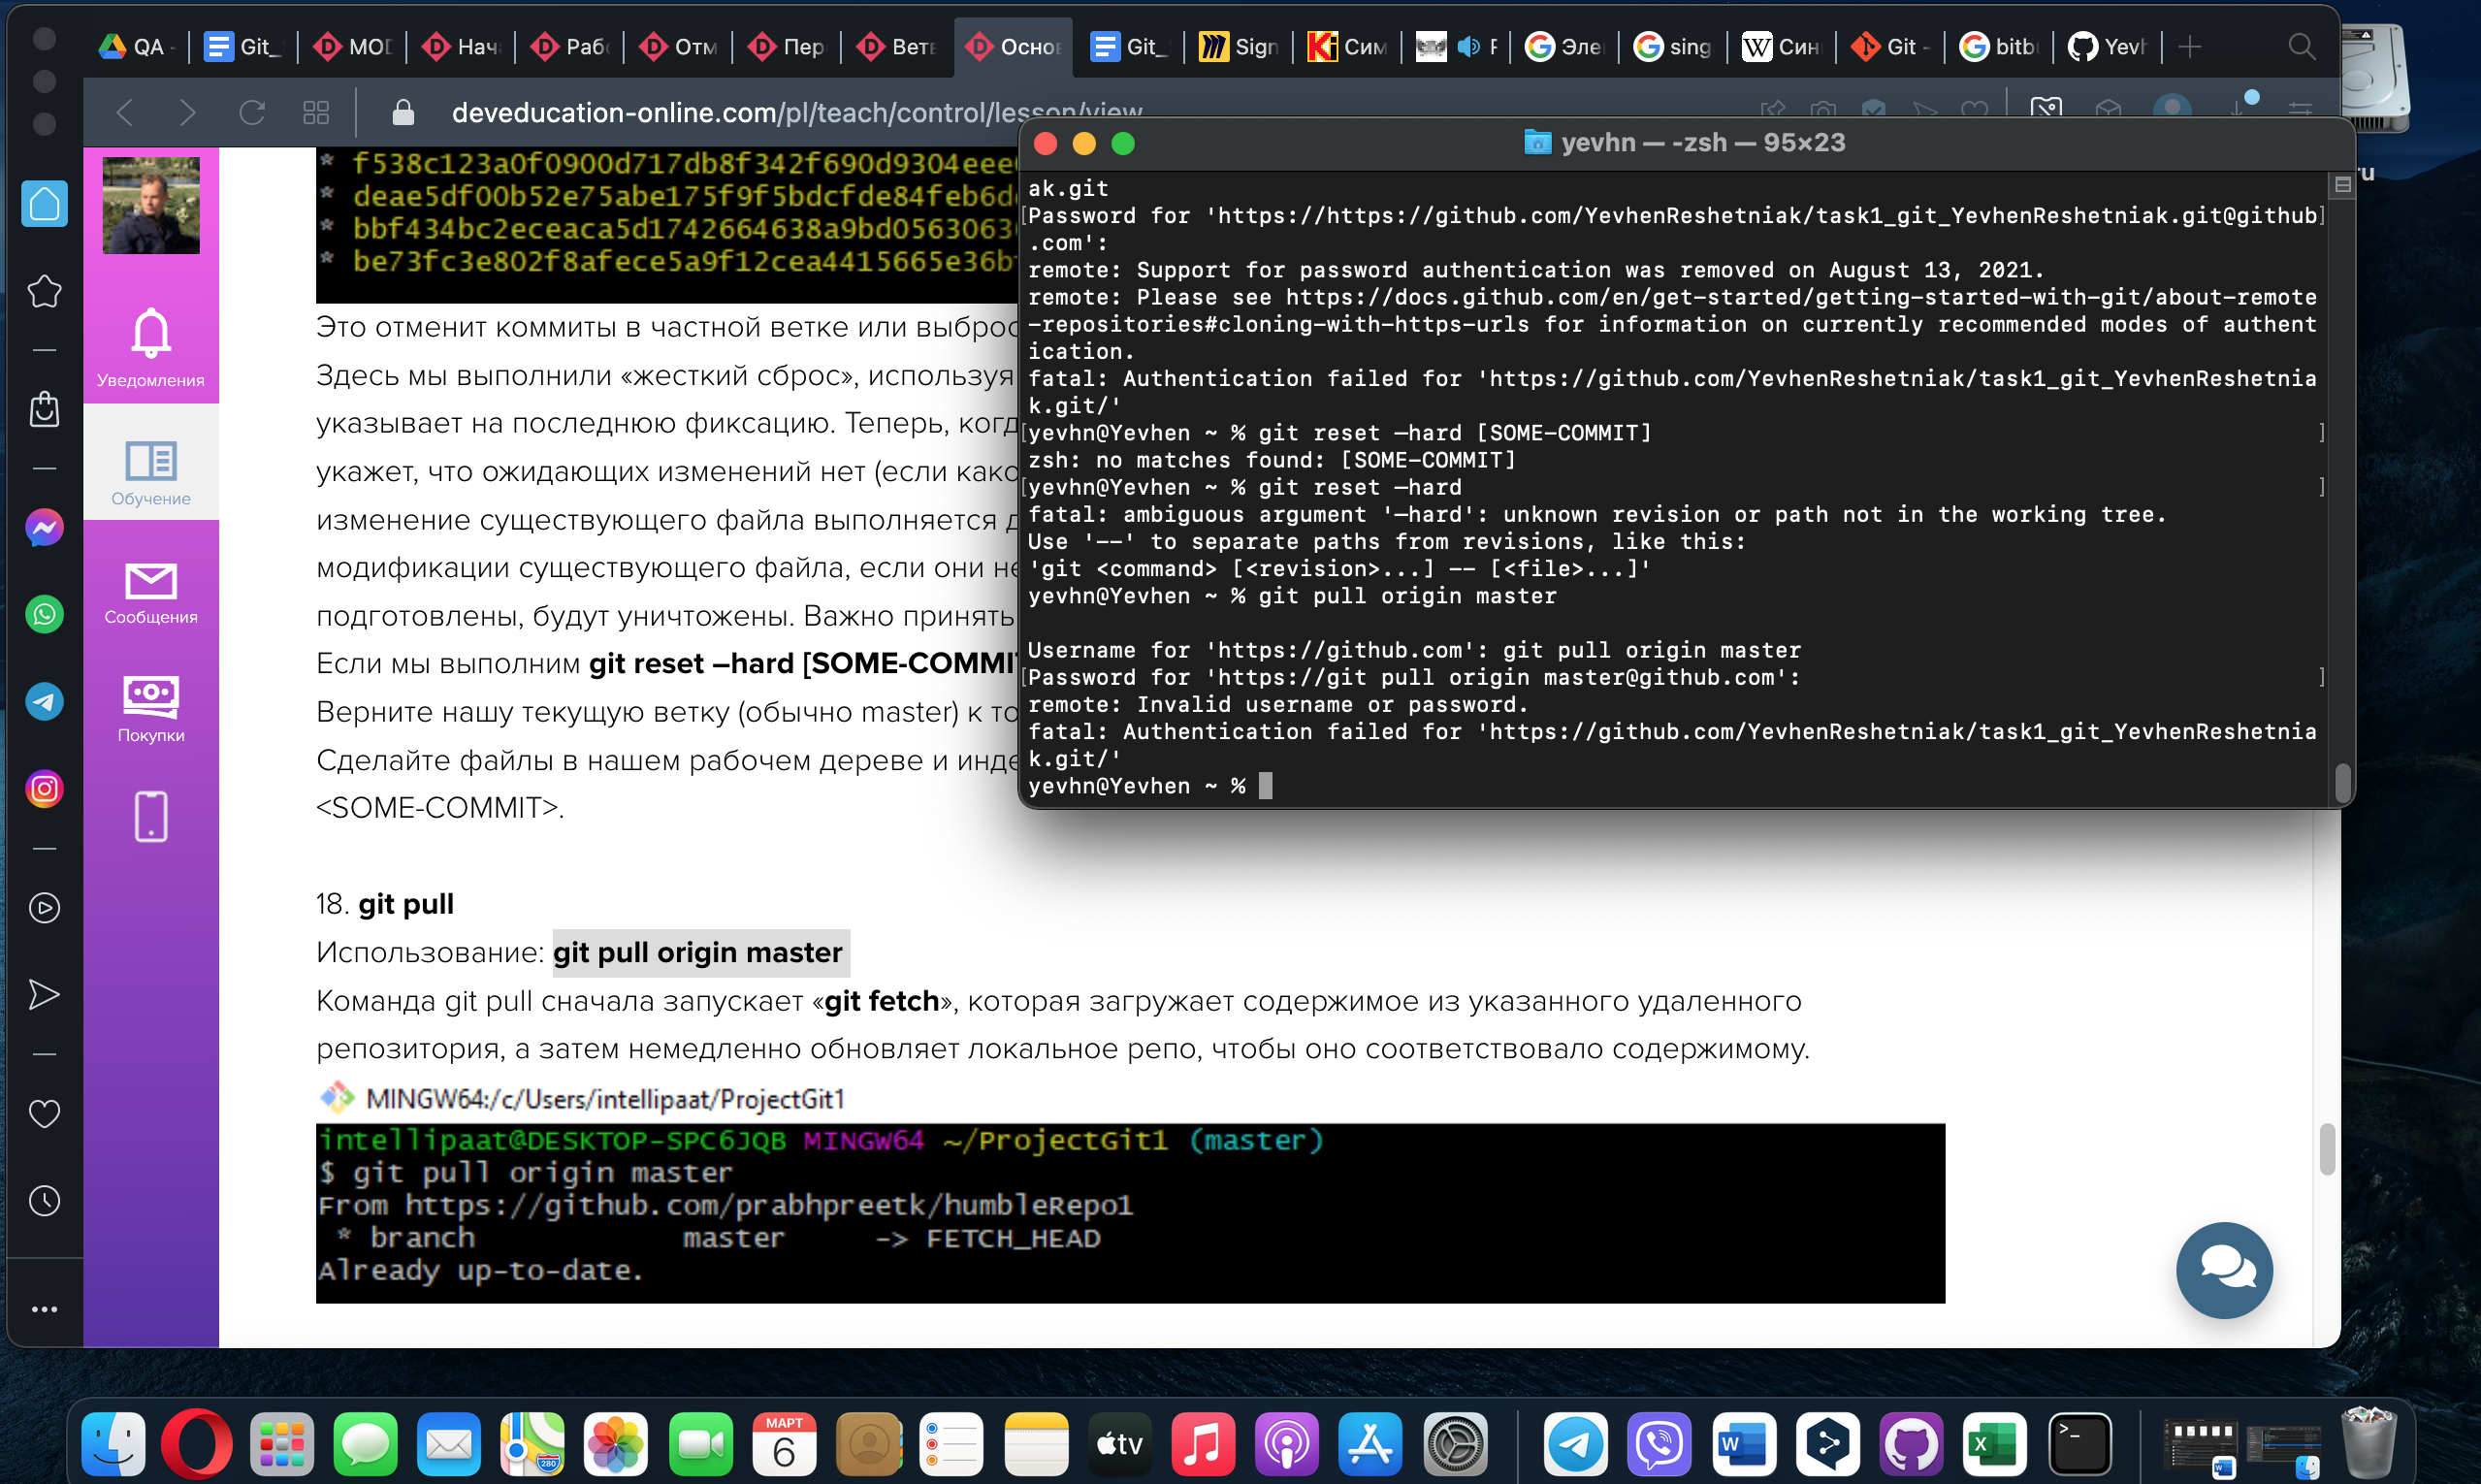 QA
Git_
MOD
Нач
Раб
Отм
Пер
Вет
Основ
Git_
Sign
Сим
F
Эле
sing
Син
Git -
bitb
Yevh
deveducation-online.com/pl/teach/control/lesson/view
yevhn — -zsh — 95×23
ak.git
Password for 'https://https://github.com/YevhenReshetniak/task1_git_YevhenReshetniak.git@github
.com':
remote: Support for password authentication was removed on August 13, 2021.
remote: Please see https://docs.github.com/en/get-started/getting-started-with-git/about-remote
-repositories#cloning-with-https-urls for information on currently recommended modes of authent
ication.
fatal: Authentication failed for 'https://github.com/YevhenReshetniak/task1_git_YevhenReshetnia
k.git/'
yevhn@Yevhen ~ % git reset –hard [SOME-COMMIT]
zsh: no matches found: [SOME-COMMIT]
yevhn@Yevhen ~ % git reset –hard
fatal: ambiguous argument '–hard': unknown revision or path not in the working tree.
Use '--' to separate paths from revisions, like this:
'git <command> [<revision>...] -- [<file>...]'
yevhn@Yevhen ~ % git pull origin master
Username for 'https://github.com': git pull origin master
Password for 'https://git pull origin master@github.com':
remote: Invalid username or password.
fatal: Authentication failed for 'https://github.com/YevhenReshetniak/task1_git_YevhenReshetnia
k.git/'
yevhn@Yevhen ~ %
ru
Уведомления
Обучение
Сообщения
Покупки
* f538c123a0f0900d717db8f342f690d9304eee
* deae5df00b52e75abe175f9f5bdcfde84feb6d
* bbf434bc2eceaca5d1742664638a9bd056306
* be73fc3e802f8afece5a9f12cea4415665e36b
Это отменит коммиты в частной ветке или выброс
Здесь мы выполнили «жесткий сброс», используя
указывает на последнюю фиксацию. Теперь, когд
укажет, что ожидающих изменений нет (если како
изменение существующего файла выполняется д
модификации существующего файла, если они не
подготовлены, будут уничтожены. Важно принять
Если мы выполним git reset –hard [SOME-COMMIT
Верните нашу текущую ветку (обычно master) к то
Сделайте файлы в нашем рабочем дереве и инде
<SOME-COMMIT>.
18. git pull
Использование: git pull origin master
Команда git pull сначала запускает «git fetch», которая загружает содержимое из указанного удаленного
репозитория, а затем немедленно обновляет локальное репо, чтобы оно соответствовало содержимому.
MINGW64:/c/Users/intellipaat/ProjectGit1
intellipaat@DESKTOP-SPC6JQB MINGW64 ~/ProjectGit1 (master)
$ git pull origin master
From https://github.com/prabhpreetk/humbleRepo1
* branch master -> FETCH_HEAD
Already up-to-date.
МАРТ
6
280
tv